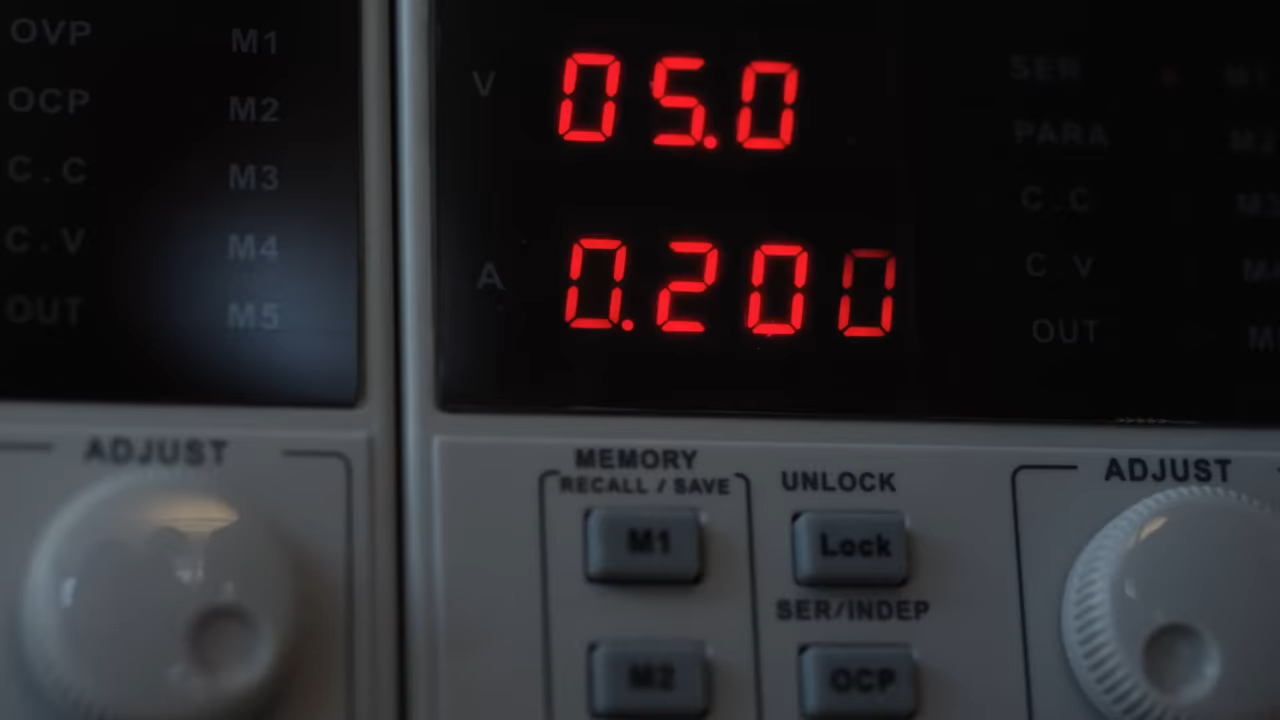 OVP M1
OCP M2
C.C M3
C.V M4
OUT M5
V 05.0
A 0.200
SER
PARA
C.C
C.V
OUT
ADJUST
MEMORY
RECALL / SAVE
M1
M2
UNLOCK
Lock
SER/INDEP
OCP
ADJUST